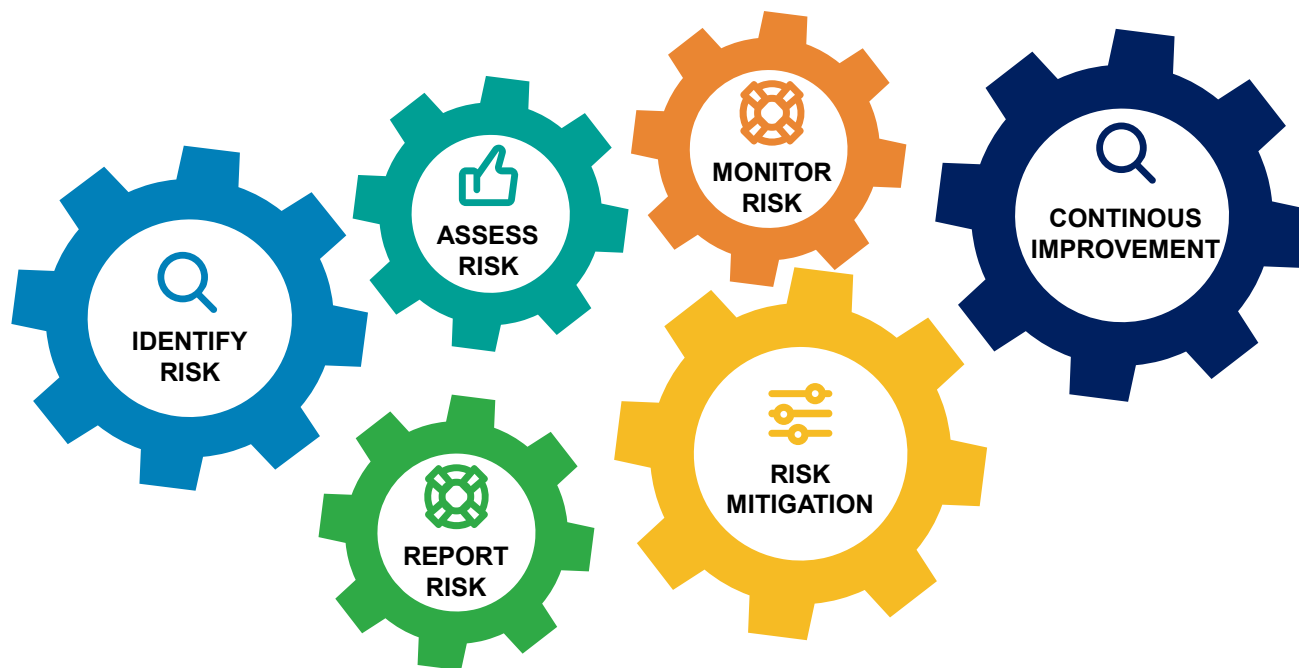 IDENTIFY
RISK
ASSESS
RISK
REPORT
RISK
MONITOR
RISK
RISK
MITIGATION
CONTINOUS
IMPROVEMENT